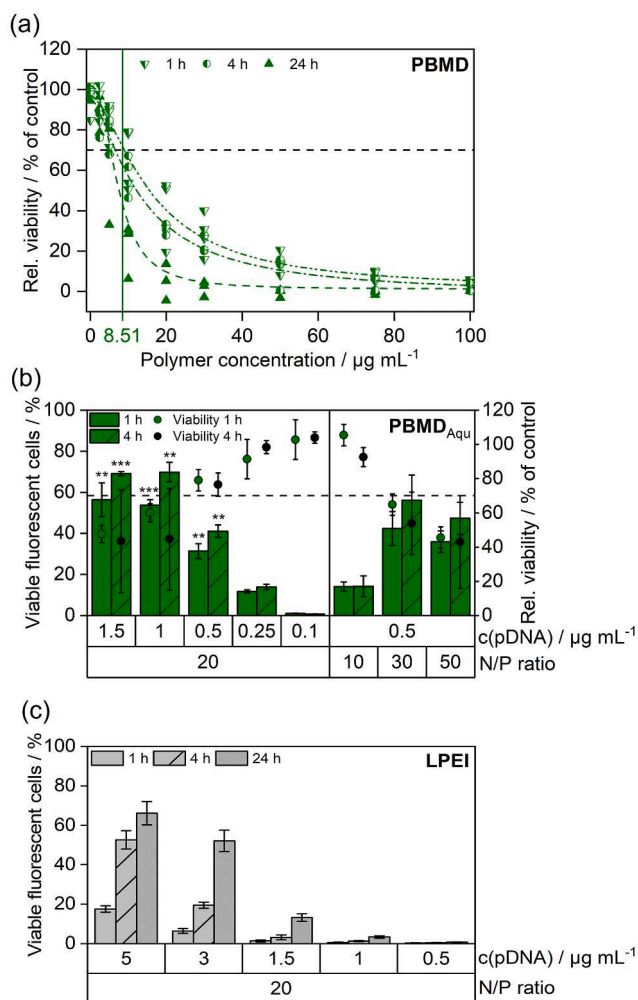 (a)
1 h 4 h 24 h PBMD
120
100
80
60
40
20
0
Rel. viability / % of control
0 8.51 20 40 60 80 100
Polymer concentration / µg mL-1
(b)
100
80
60
40
20
0
Viable fluorescent cells / %
1 h Viability 1 h
4 h Viability 4 h
PBMDAqu
** *** *** ** ** **
120
100
80
60
40
20
0
Rel. viability / % of control
1.5 1 0.5 0.25 0.1 0.5 c(pDNA) / µg mL-1
20 10 30 50 N/P ratio
(c)
1 h 4 h 24 h LPEI
100
80
60
40
20
0
Viable fluorescent cells / %
5 3 1.5 1 0.5 c(pDNA) / µg mL-1
20 N/P ratio